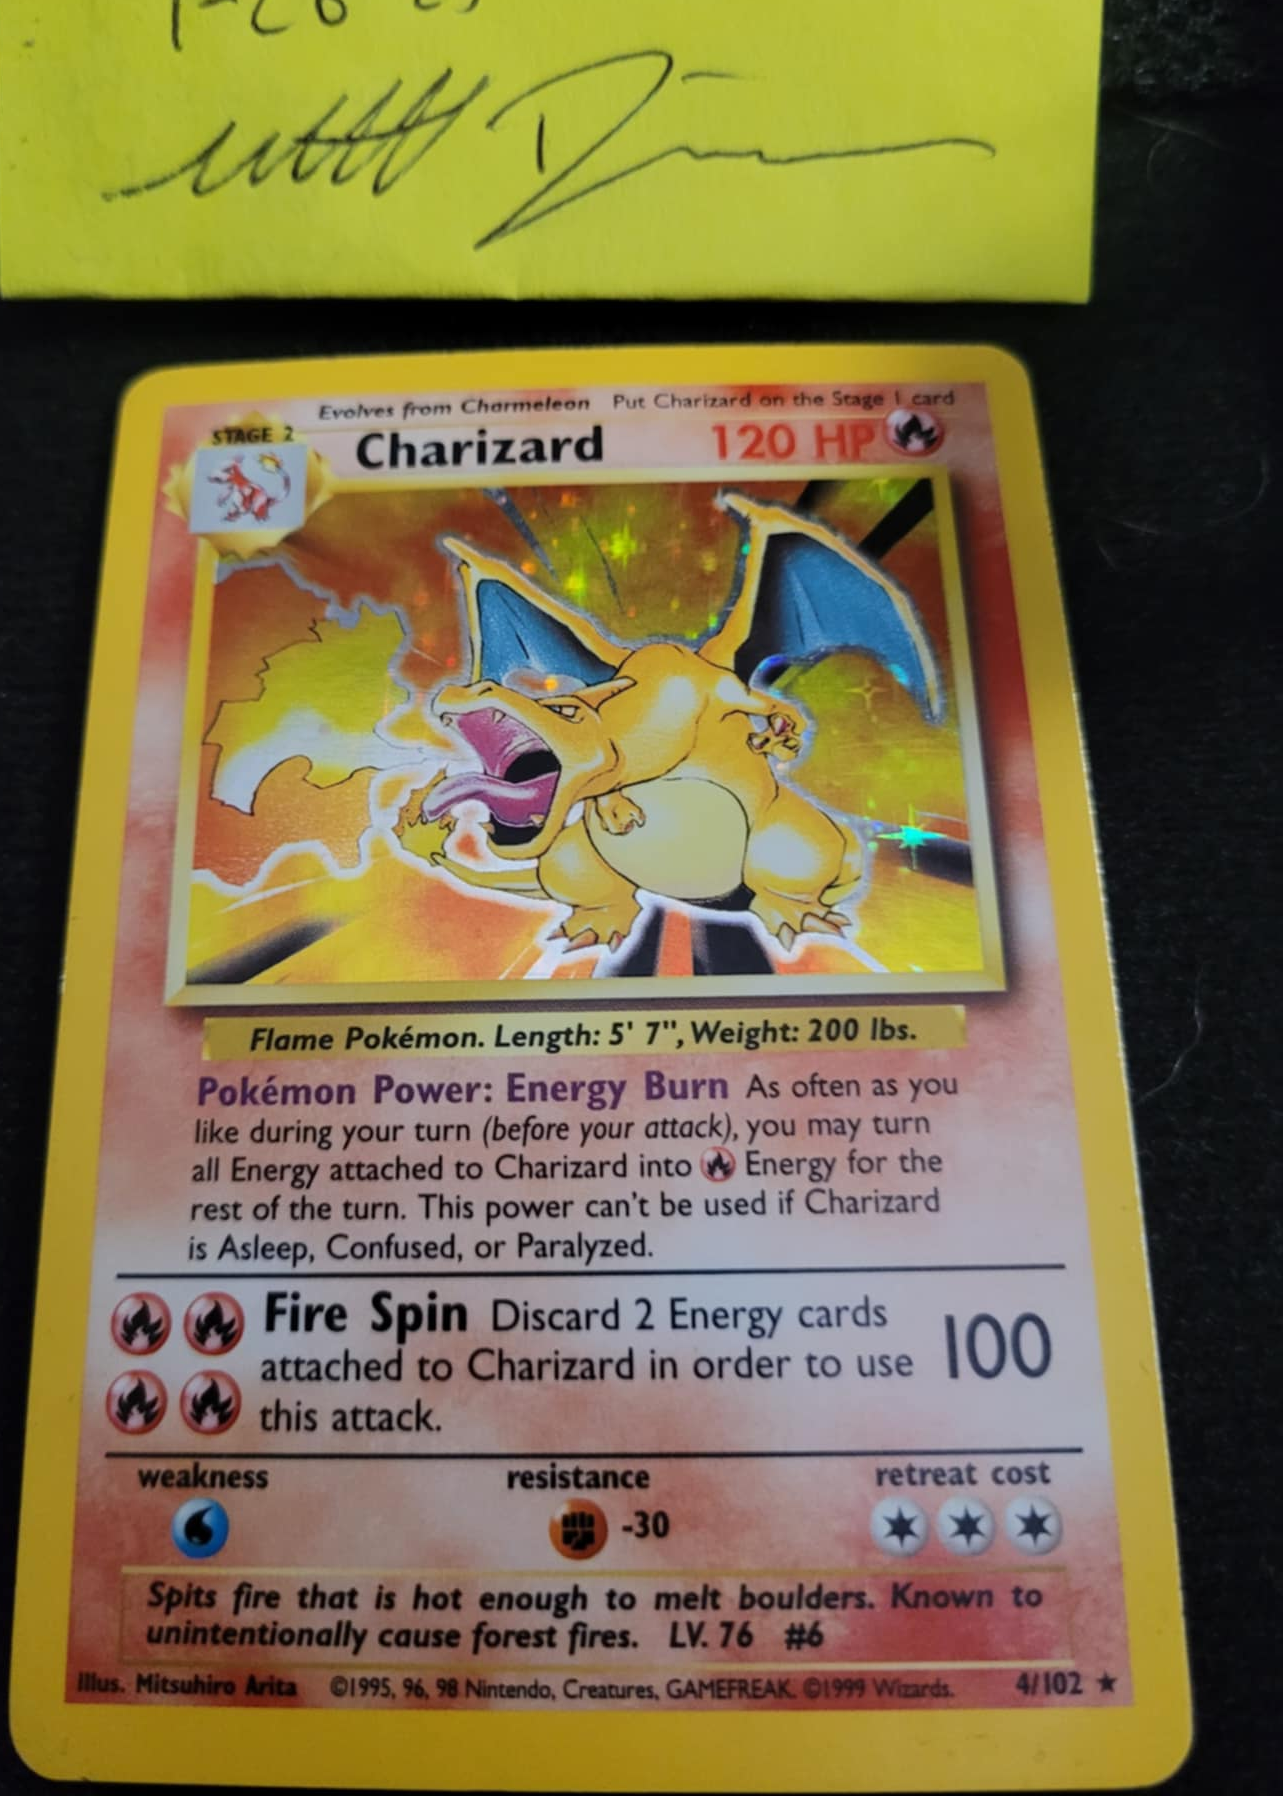 Evolves from Charmeleon Put Charizard on the Stage 1 card
STAGE 2
Charizard 120 HP
Flame Pokémon. Length: 5' 7", Weight: 200 lbs.
Pokémon Power: Energy Burn As often as you
like during your turn (before your attack), you may turn
all Energy attached to Charizard into Energy for the
rest of the turn. This power can't be used if Charizard
is Asleep, Confused, or Paralyzed.
Fire Spin Discard 2 Energy cards
attached to Charizard in order to use
this attack.
100
weakness resistance retreat cost
-30
Spits fire that is hot enough to melt boulders. Known to
unintentionally cause forest fires. LV. 76 #6
Illus. Mitsuhiro Arita ©1995, 96, 98 Nintendo, Creatures, GAMEFREAK. ©1999 Wizards. 4/102 ★